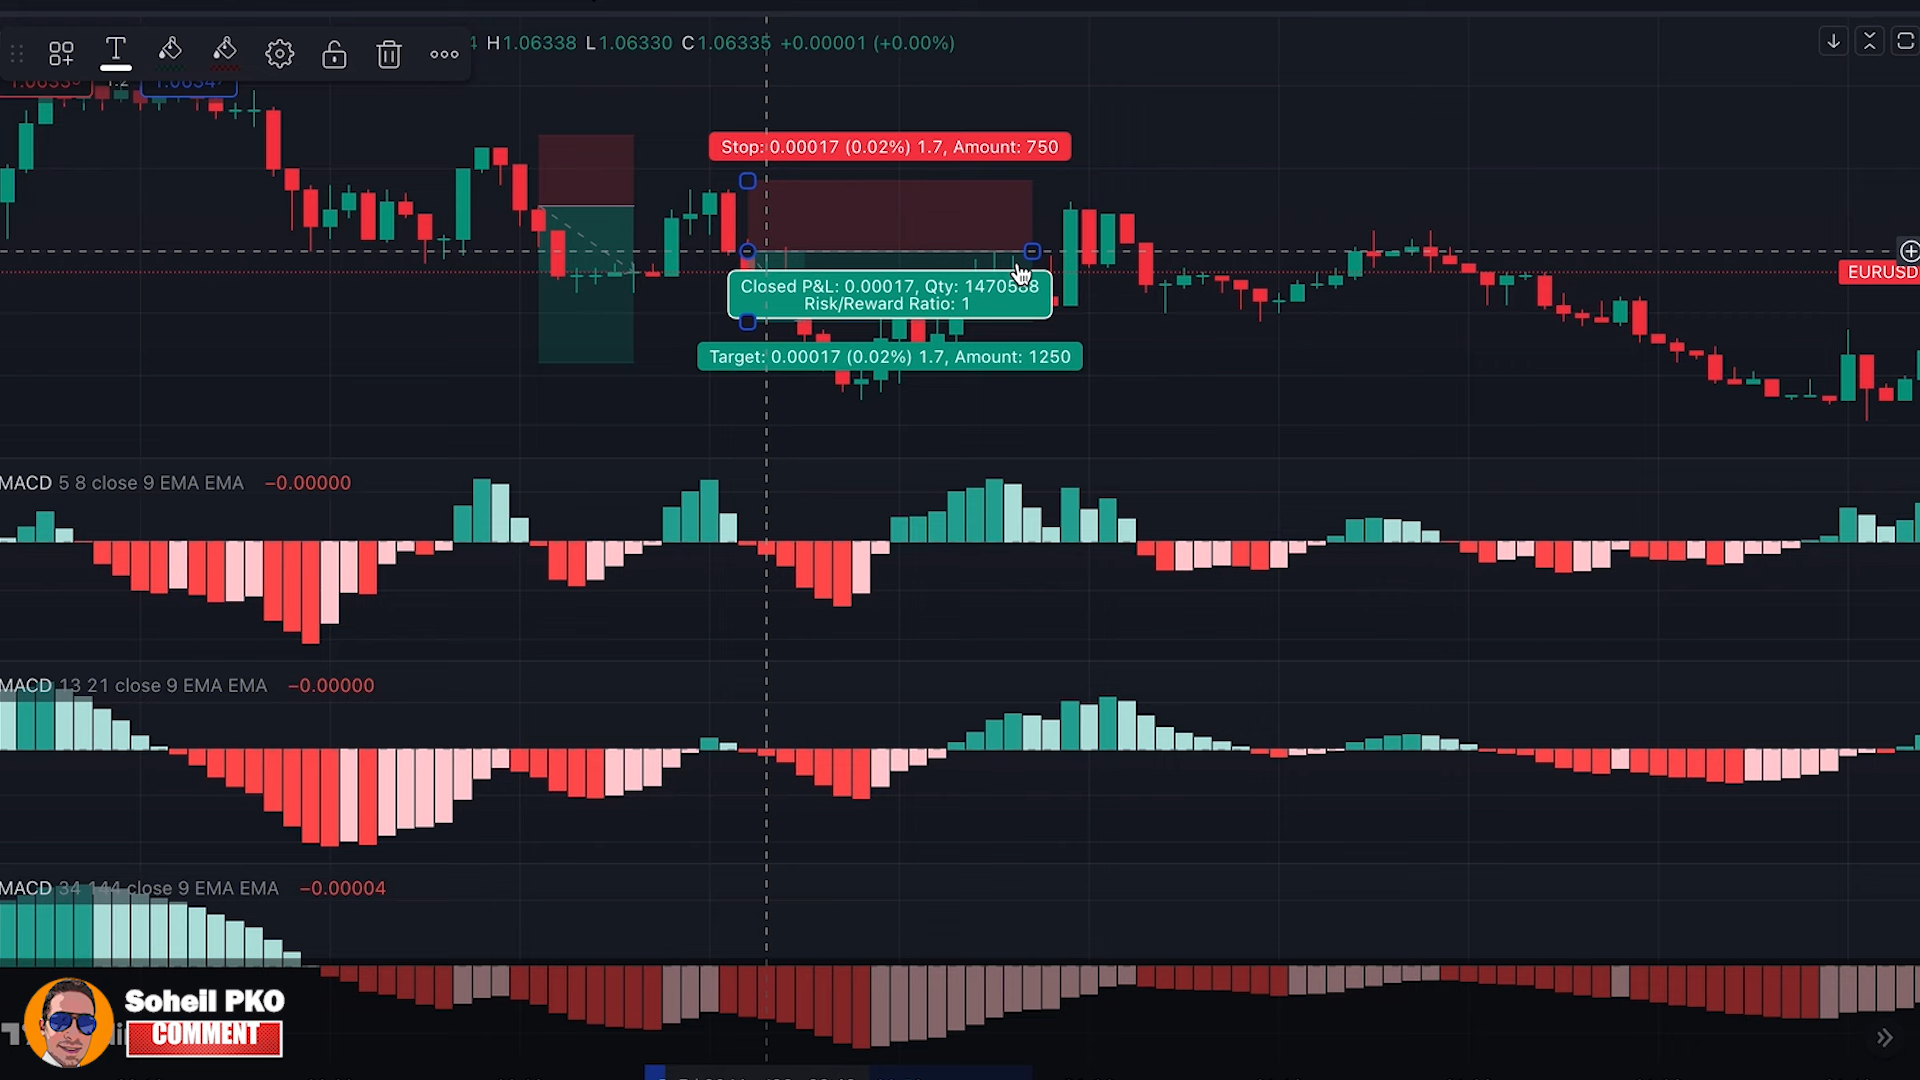 H1.06338 L1.06330 C1.06335 +0.00001 (+0.00%)
1.2
Stop: 0.00017 (0.02%) 1.7, Amount: 750
EURUSD
Closed P&L: 0.00017, Qty: 1470588
Risk/Reward Ratio: 1
Target: 0.00017 (0.02%) 1.7, Amount: 1250
MACD 5 8 close 9 EMA EMA −0.00000
MACD 13 21 close 9 EMA EMA −0.00000
MACD 34 144 close 9 EMA EMA −0.00004
Soheil PKO
COMMENT